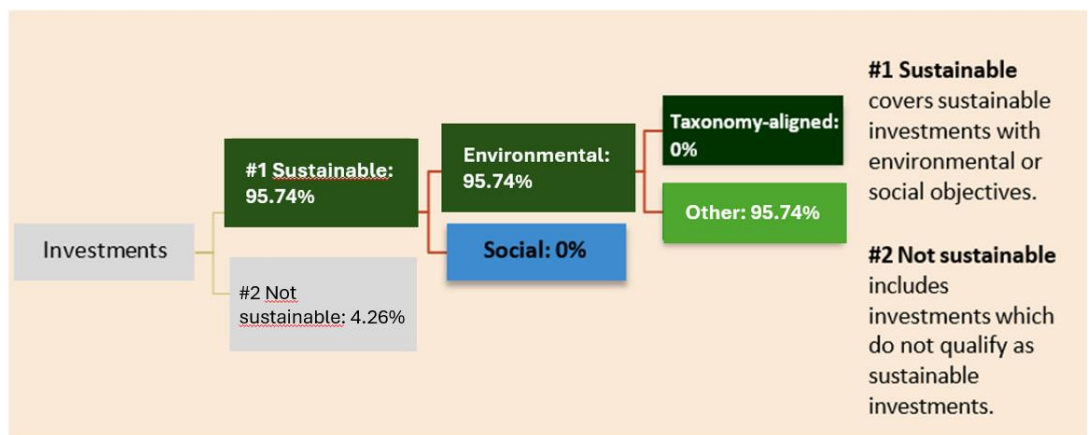 Investments
#1 Sustainable:
95.74%
#2 Not
sustainable: 4.26%
Environmental:
95.74%
Social: 0%
Taxonomy-aligned:
0%
Other: 95.74%
#1 Sustainable
covers sustainable
investments with
environmental or
social objectives.
#2 Not sustainable
includes
investments which
do not qualify as
sustainable
investments.